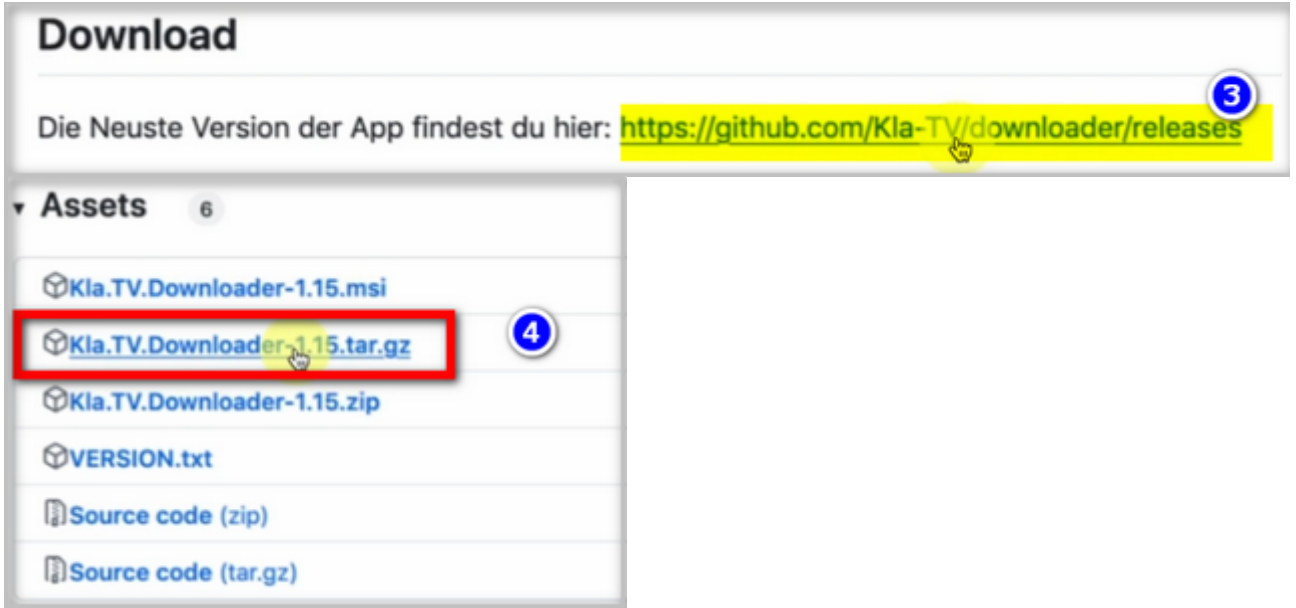 Download
Die Neuste Version der App findest du hier: https://github.com/Kla-TV/downloader/releases
3
Assets 6
Kla.TV.Downloader-1.15.msi
Kla.TV.Downloader-1.15.tar.gz
4
Kla.TV.Downloader-1.15.zip
VERSION.txt
Source code (zip)
Source code (tar.gz)